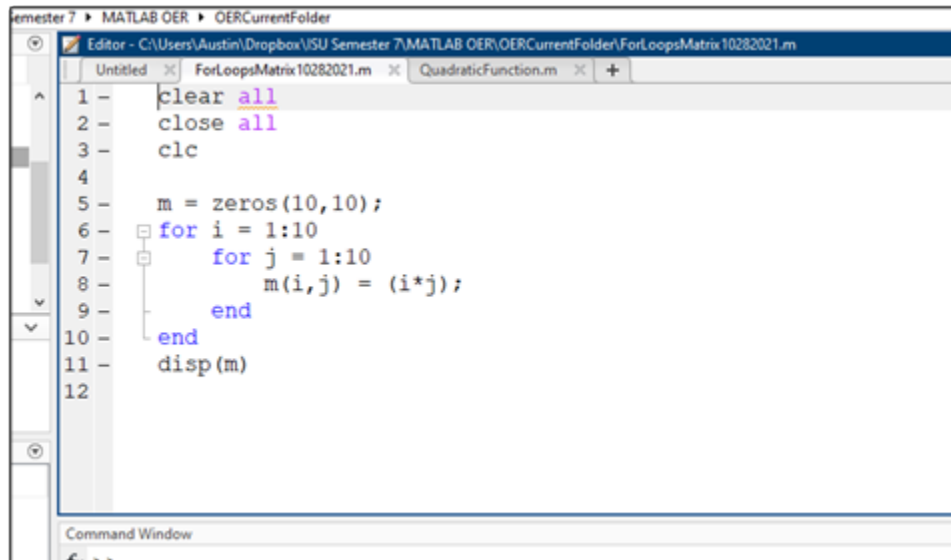 emester 7 ▸ MATLAB OER ▸ OERCurrentFolder
Editor - C:\Users\Austin\Dropbox\ISU Semester 7\MATLAB OER\OERCurrentFolder\ForLoopsMatrix10282021.m
Untitled × ForLoopsMatrix10282021.m × QuadraticFunction.m × +
1 – clear all
2 – close all
3 – clc
4
5 – m = zeros(10,10);
6 – for i = 1:10
7 – for j = 1:10
8 – m(i,j) = (i*j);
9 – end
10 – end
11 – disp(m)
12
Command Window